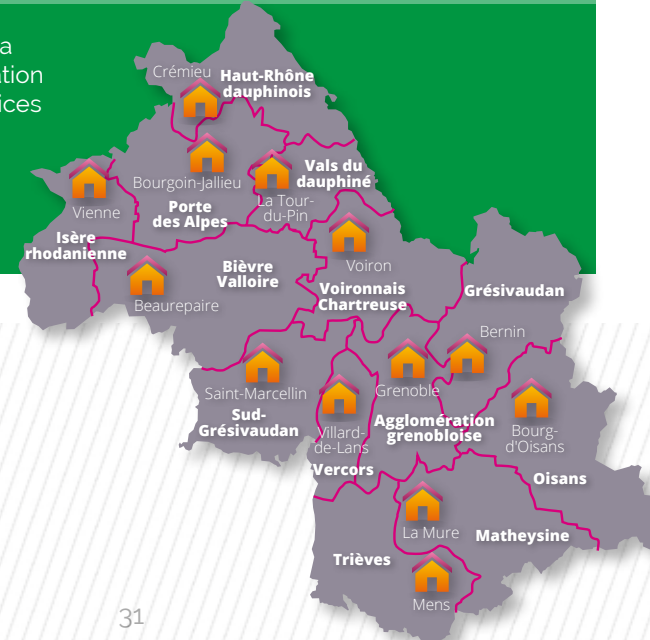 a
ation
ices
Crémieu
Haut-Rhône
dauphinois
Bourgoin-Jallieu
Vals du
dauphiné
La Tour-
du-Pin
Vienne
Porte
des Alpes
Isère
rhodanienne
Voiron
Bièvre
Valloire
Beaurepaire
Voironnais
Chartreuse
Grésivaudan
Bernin
Saint-Marcellin
Grenoble
Sud-
Grésivaudan
Villard-
de-Lans
Agglomération
grenobloise
Bourg-
d'Oisans
Vercors
Oisans
La Mure
Matheysine
Trièves
Mens
31